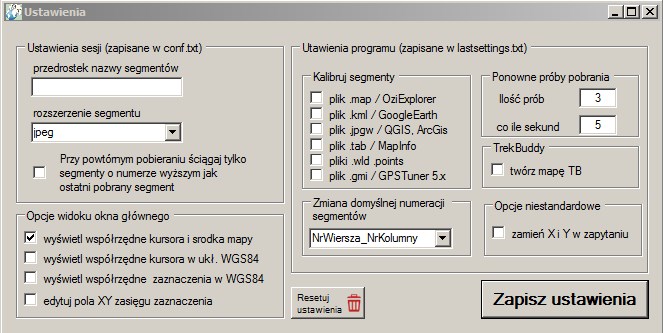 Ustawienia
Ustawienia sesji (zapisane w conf.txt)
przedrostek nazwy segmentów
rozszerzenie segmentu
jpeg
Przy powtórnym pobieraniu ściągaj tylko
segmenty o numerze wyższym jak
ostatni pobrany segment
Opcje widoku okna głównego
wyświetl współrzędne kursora i srodka mapy
wyświetl współrzędne kursora w ukł. WGS84
wyświetl współrzędne zaznaczenia w WGS84
edytuj pola XY zasięgu zaznaczenia
Utawienia programu (zapisane w lastsettings.txt)
Kalibruj segmenty
plik .map / OziExplorer
plik .kml / GoogleEarth
plik .jpgw / QGIS, ArcGis
plik .tab / MapInfo
pliki .wld .points
plik .gmi / GPSTuner 5.x
Zmiana domyślnej numeracji
segmentów
NrWiersza_NrKolumny
Ponowne próby pobrania
Ilość prób 3
co ile sekund 5
TrekBuddy
twórz mapę TB
Opcje niestandardowe
zamień X i Y w zapytaniu
Resetuj
ustawienia
Zapisz ustawienia